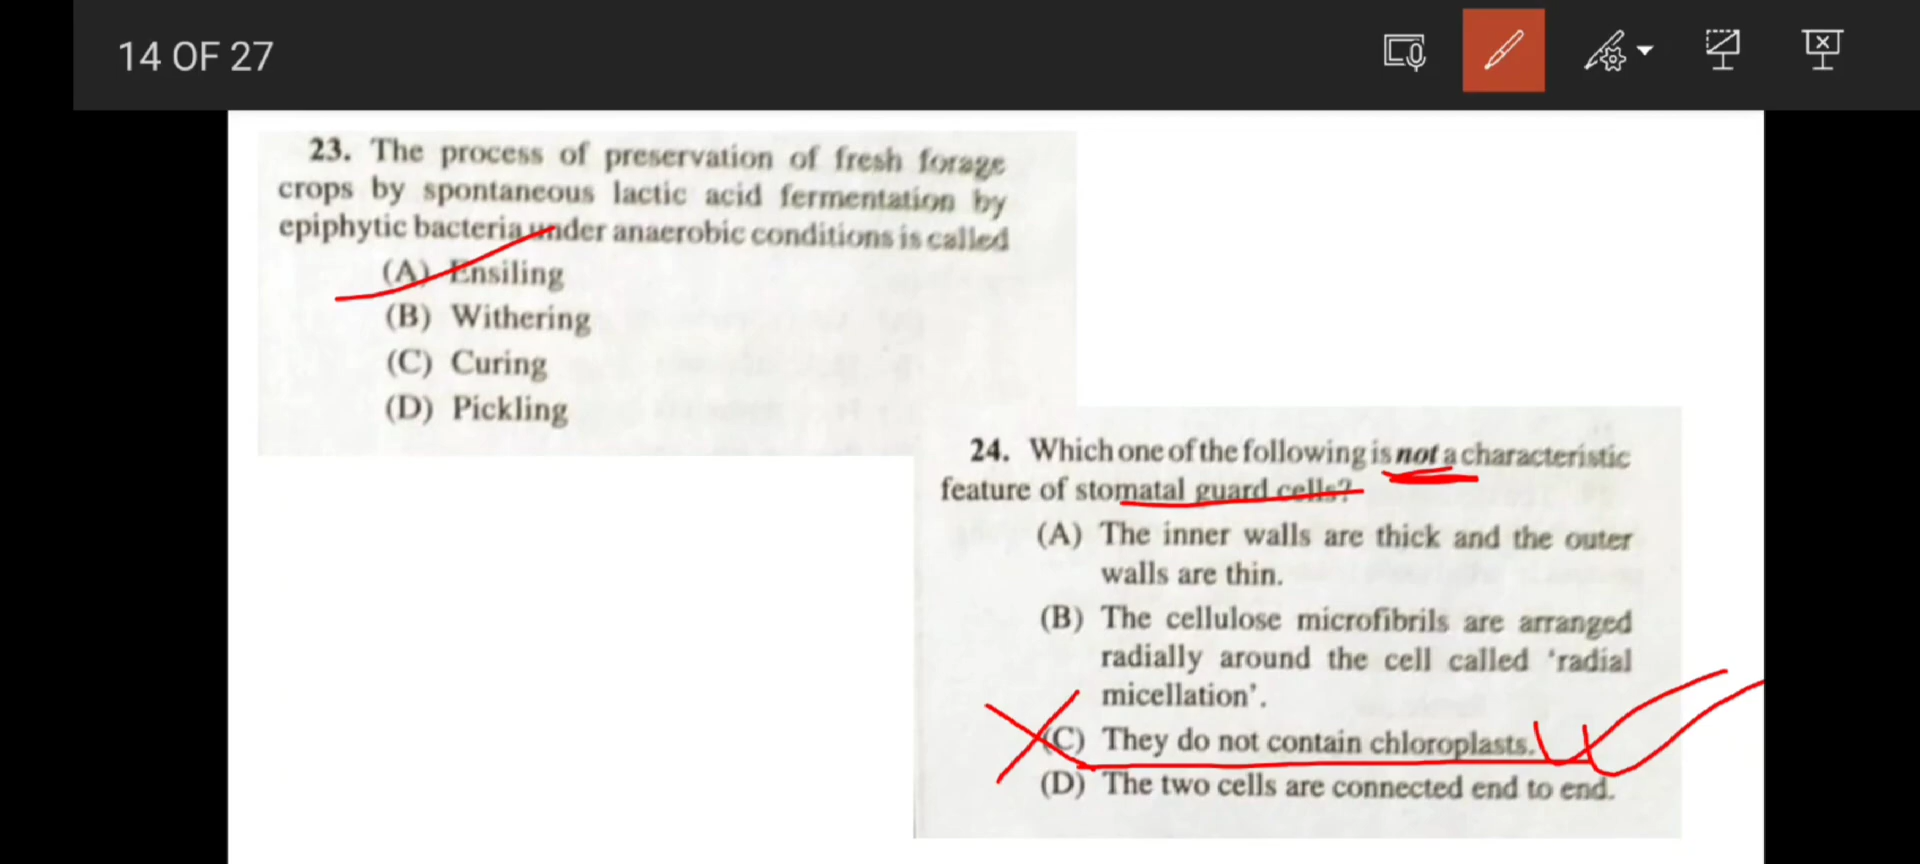 14 OF 27
23. The process of preservation of fresh forage
crops by spontaneous lactic acid fermentation by
epiphytic bacteria under anaerobic conditions is called
(A) Ensiling
(B) Withering
(C) Curing
(D) Pickling
24. Which one of the following is not a characteristic
feature of stomatal guard cells?
(A) The inner walls are thick and the outer
walls are thin.
(B) The cellulose microfibrils are arranged
radially around the cell called ‘radial
micellation’.
(C) They do not contain chloroplasts.
(D) The two cells are connected end to end.